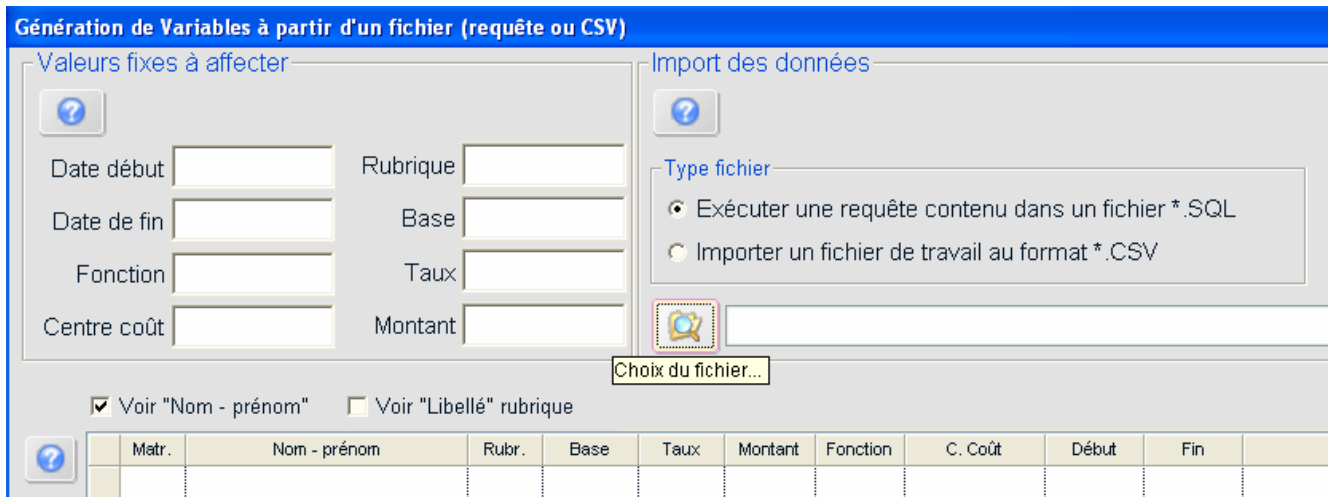 Génération de Variables à partir d'un fichier (requête ou CSV)
Valeurs fixes à affecter
Date début
Rubrique
Date de fin
Base
Fonction
Taux
Centre coût
Montant
Import des données
Type fichier
Exécuter une requête contenu dans un fichier *.SQL
Importer un fichier de travail au format *.CSV
Choix du fichier...
Voir "Nom - prénom" Voir "Libellé" rubrique
Matr. Nom - prénom Rubr. Base Taux Montant Fonction C. Coût Début Fin